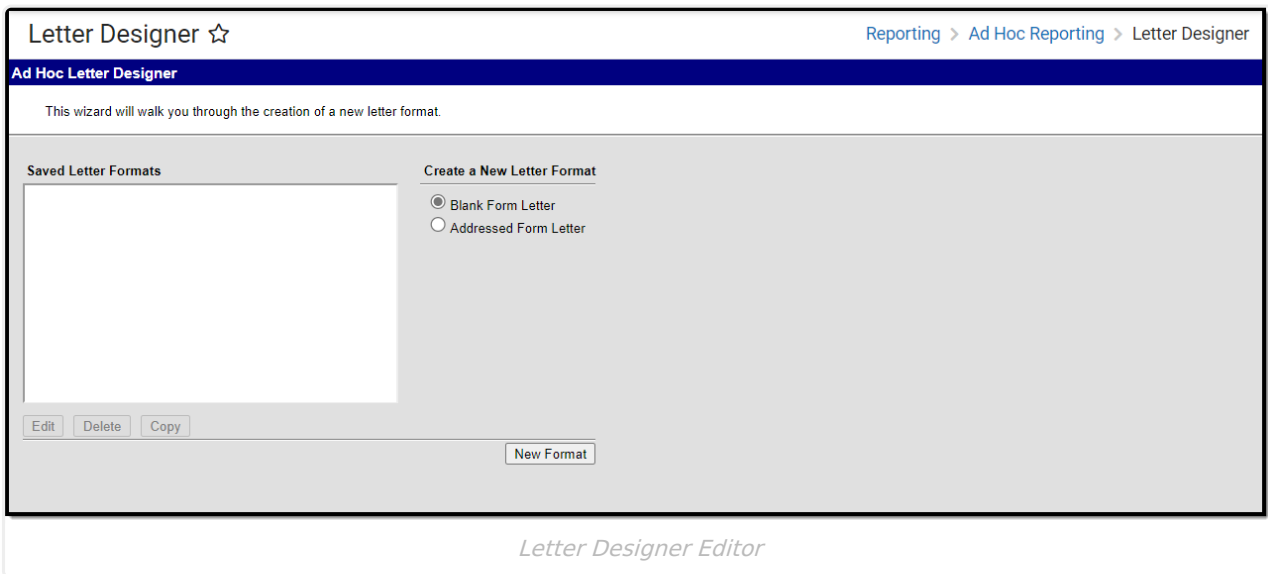 Letter Designer
Reporting > Ad Hoc Reporting > Letter Designer
Ad Hoc Letter Designer
This wizard will walk you through the creation of a new letter format.
Saved Letter Formats
Create a New Letter Format
Blank Form Letter
Addressed Form Letter
Edit Delete Copy
New Format
Letter Designer Editor